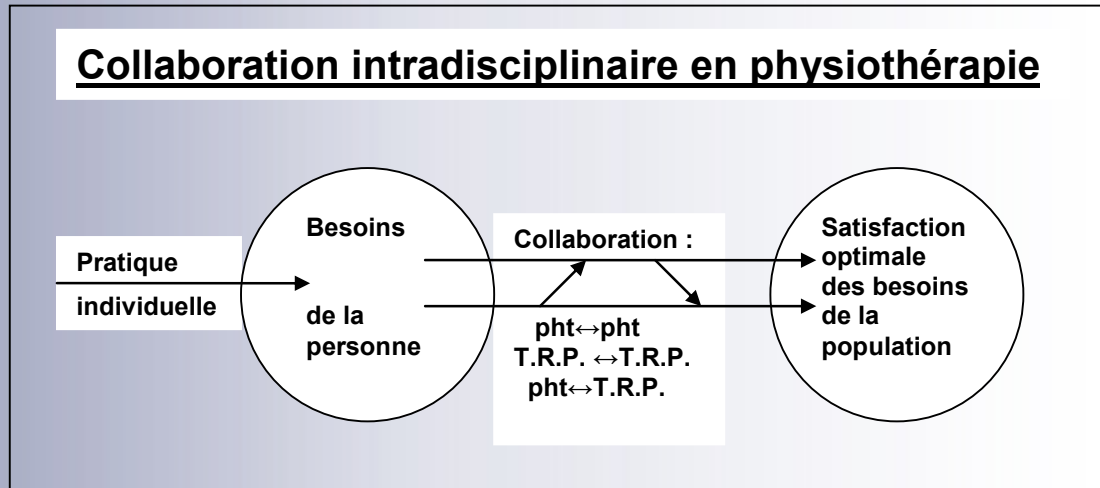 Collaboration intradisciplinaire en physiothérapie
Pratique
individuelle
Besoins
de la
personne
Collaboration :
pht↔pht
T.R.P. ↔T.R.P.
pht↔T.R.P.
Satisfaction
optimale
des besoins
de la
population